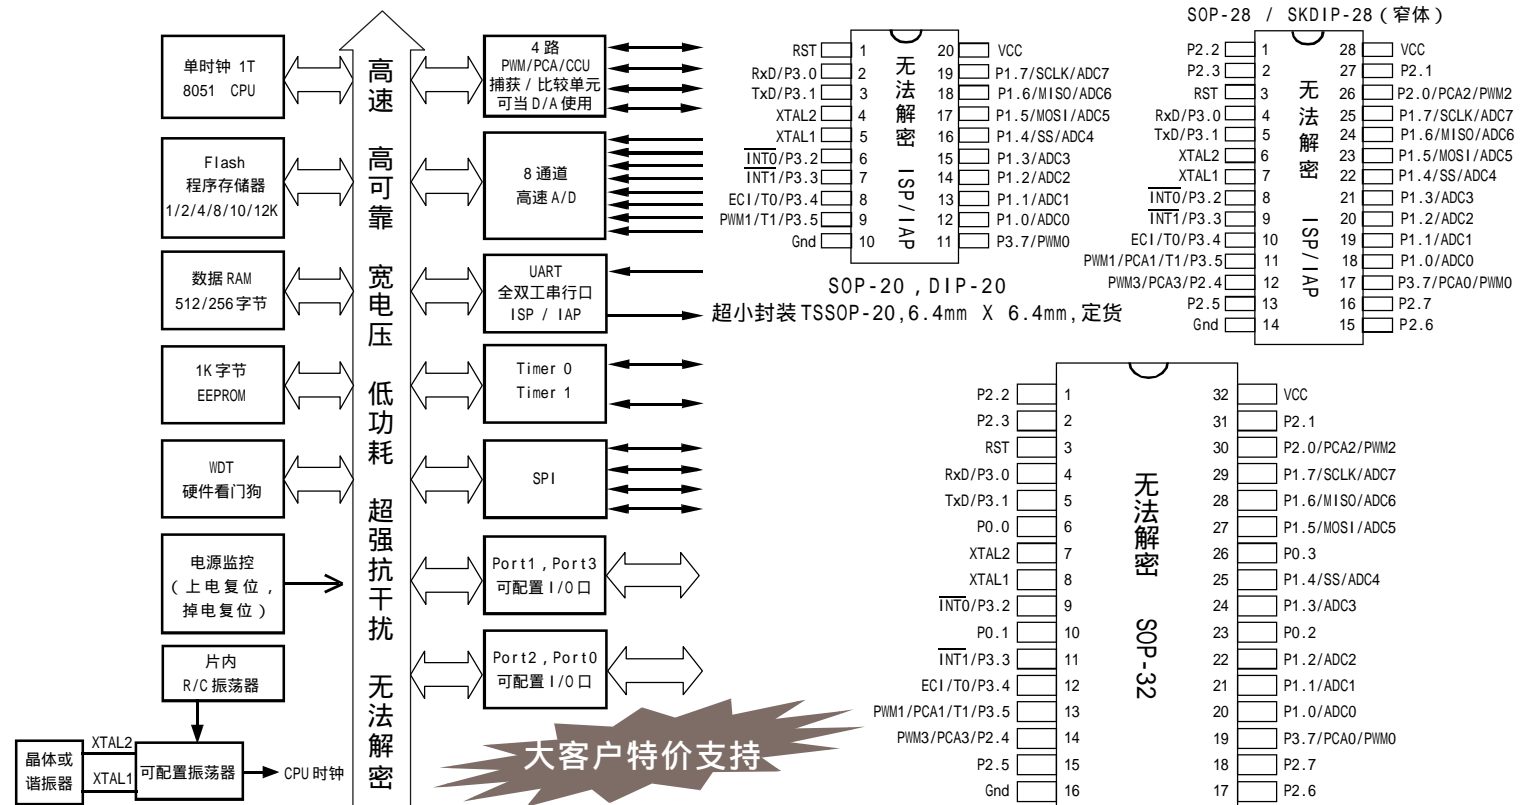 单时钟 1T
8051 CPU
Flash
程序存储器
1/2/4/8/10/12K
数据 RAM
512/256 字节
1K 字节
EEPROM
WDT
硬件看门狗
电源监控
(上电复位,
掉电复位)
片内
R/C 振荡器
晶体或
谐振器
XTAL2
XTAL1
可配置振荡器
CPU 时钟
高速 高可靠 宽电压 低功耗 超强抗干扰 无法解密
4 路
PWM/PCA/CCU
捕获 / 比较单元
可当 D/A 使用
8 通道
高速 A/D
UART
全双工串行口
ISP / IAP
Timer 0
Timer 1
SPI
Port1,Port3
可配置 I/O 口
Port2,Port0
可配置 I/O 口
大客户特价支持
RST 1 20 VCC
RxD/P3.0 2 19 P1.7/SCLK/ADC7
TxD/P3.1 3 18 P1.6/MISO/ADC6
XTAL2 4 17 P1.5/MOSI/ADC5
XTAL1 5 16 P1.4/SS/ADC4
INT0/P3.2 6 15 P1.3/ADC3
INT1/P3.3 7 14 P1.2/ADC2
ECI/T0/P3.4 8 13 P1.1/ADC1
PWM1/T1/P3.5 9 12 P1.0/ADC0
Gnd 10 11 P3.7/PWM0
无法解密 ISP/IAP
SOP-20,DIP-20
超小封装 TSSOP-20,6.4mm X 6.4mm,定货
SOP-28 / SKDIP-28(窄体)
P2.2 1 28 VCC
P2.3 2 27 P2.1
RST 3 26 P2.0/PCA2/PWM2
RxD/P3.0 4 25 P1.7/SCLK/ADC7
TxD/P3.1 5 24 P1.6/MISO/ADC6
XTAL2 6 23 P1.5/MOSI/ADC5
XTAL1 7 22 P1.4/SS/ADC4
INT0/P3.2 8 21 P1.3/ADC3
INT1/P3.3 9 20 P1.2/ADC2
ECI/T0/P3.4 10 19 P1.1/ADC1
PWM1/PCA1/T1/P3.5 11 18 P1.0/ADC0
PWM3/PCA3/P2.4 12 17 P3.7/PCA0/PWM0
P2.5 13 16 P2.7
Gnd 14 15 P2.6
无法解密 ISP/IAP
P2.2 1 32 VCC
P2.3 2 31 P2.1
RST 3 30 P2.0/PCA2/PWM2
RxD/P3.0 4 29 P1.7/SCLK/ADC7
TxD/P3.1 5 28 P1.6/MISO/ADC6
P0.0 6 27 P1.5/MOSI/ADC5
XTAL2 7 26 P0.3
XTAL1 8 25 P1.4/SS/ADC4
INT0/P3.2 9 24 P1.3/ADC3
P0.1 10 23 P0.2
INT1/P3.3 11 22 P1.2/ADC2
ECI/T0/P3.4 12 21 P1.1/ADC1
PWM1/PCA1/T1/P3.5 13 20 P1.0/ADC0
PWM3/PCA3/P2.4 14 19 P3.7/PCA0/PWM0
P2.5 15 18 P2.7
Gnd 16 17 P2.6
无法解密 SOP-32